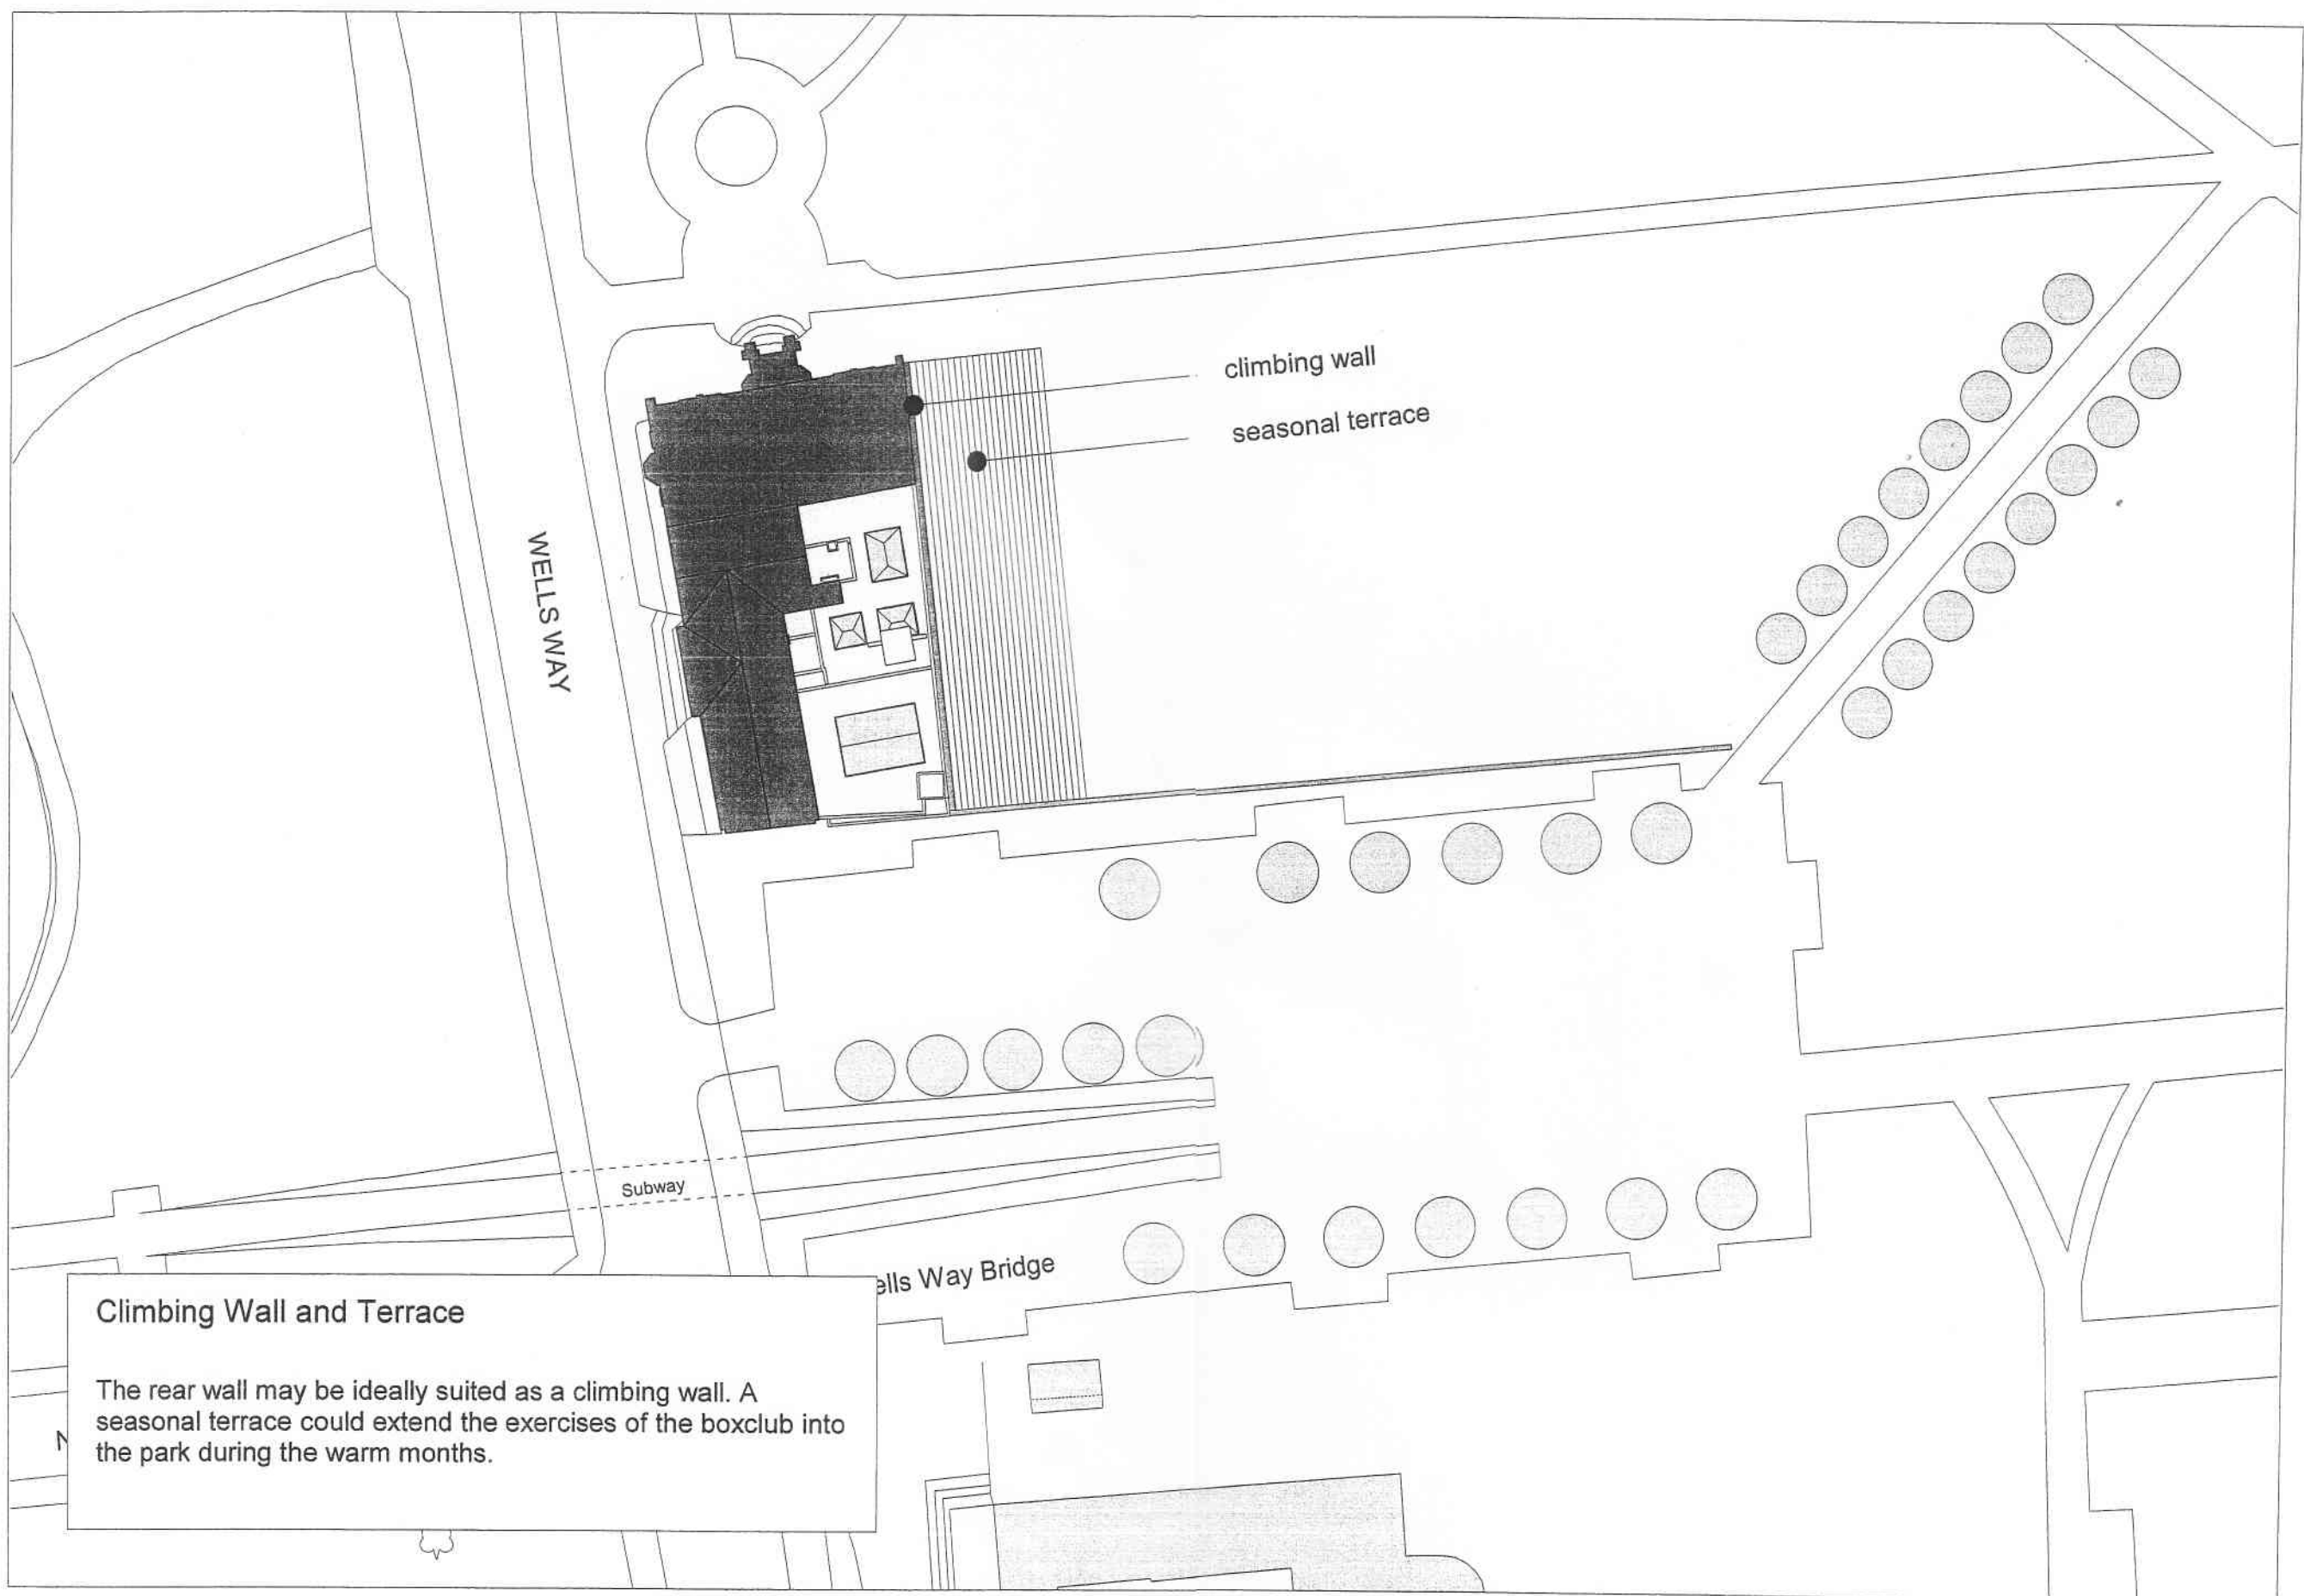 climbing wall
seasonal terrace
WELLS WAY
Subway
ells Way Bridge
Climbing Wall and Terrace
The rear wall may be ideally suited as a climbing wall. A
seasonal terrace could extend the exercises of the boxclub into
the park during the warm months.